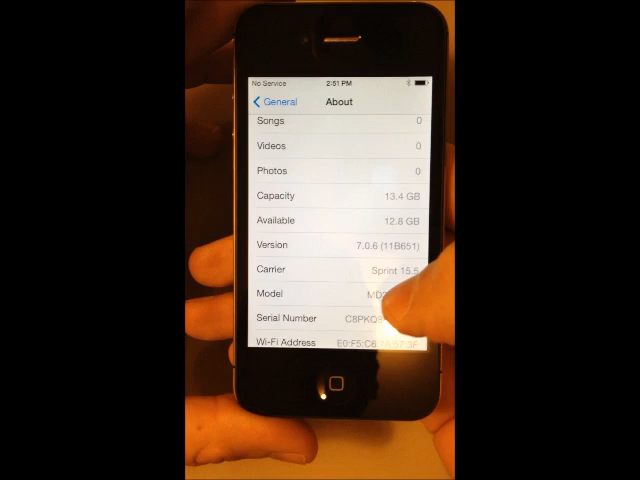 No Service 2:51 PM
General About
Songs 0
Videos 0
Photos 0
Capacity 13.4 GB
Available 12.8 GB
Version 7.0.6 (11B651)
Carrier Sprint 15.5
Model
Serial Number
Wi-Fi Address